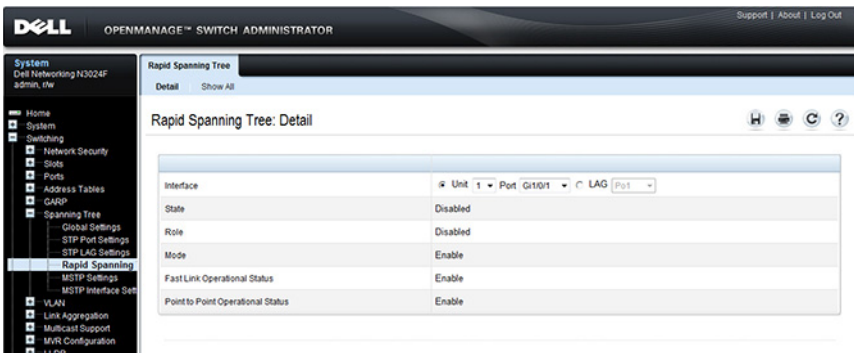 Support | About | Log Out
DELL OPENMANAGE™ SWITCH ADMINISTRATOR
System
Dell Networking N3024F
admin, r/w
Home
System
Switching
Network Security
Slots
Ports
Address Tables
GARP
Spanning Tree
Global Settings
STP Port Settings
STP LAG Settings
Rapid Spanning
MSTP Settings
MSTP Interface Sett
VLAN
Link Aggregation
Multicast Support
MVR Configuration
LLDP
Rapid Spanning Tree
Detail Show All
Rapid Spanning Tree: Detail
Interface Unit 1 Port Gi1/0/1 LAG Po1
State Disabled
Role Disabled
Mode Enable
Fast Link Operational Status Enable
Point to Point Operational Status Enable